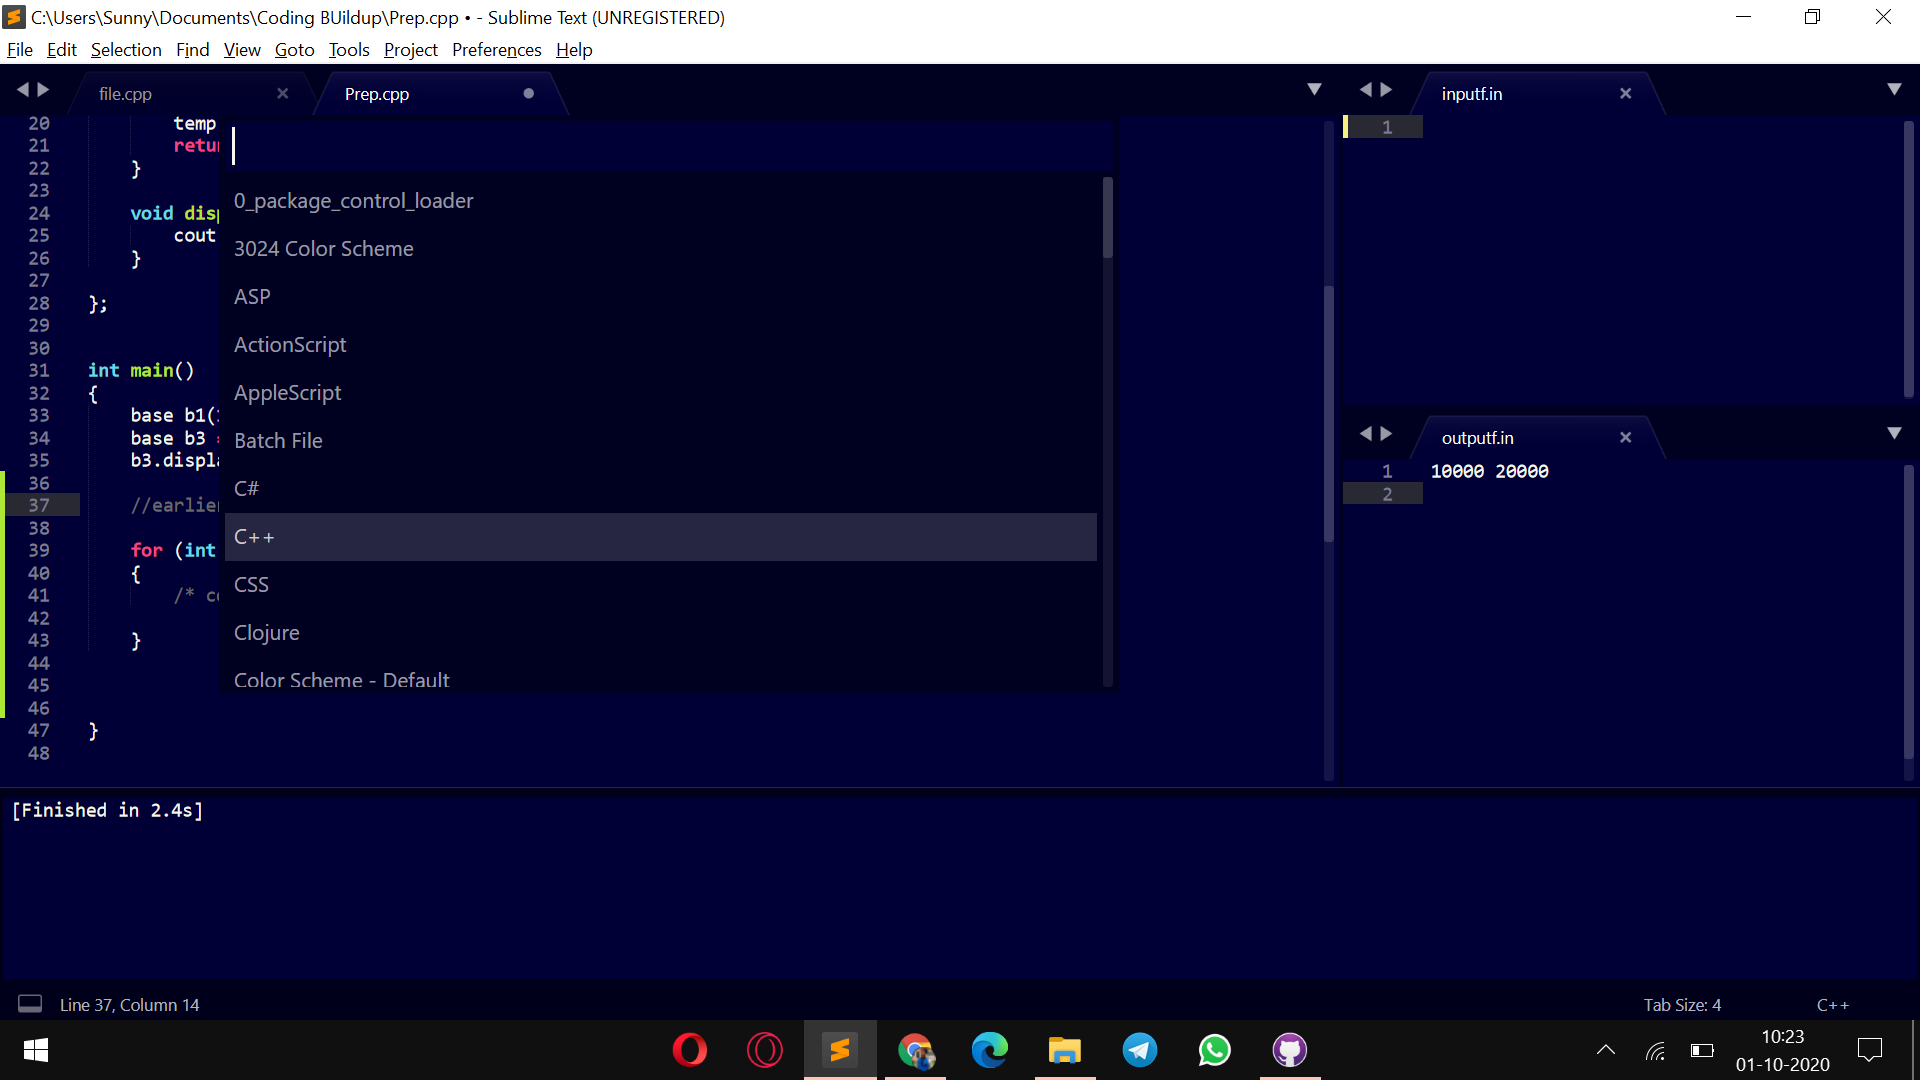 C:\Users\Sunny\Documents\Coding BUildup\Prep.cpp • - Sublime Text (UNREGISTERED)
File Edit Selection Find View Goto Tools Project Preferences Help
file.cpp
Prep.cpp
20 temp
21
22 }
23
24 void
25 cout
26 }
27
28 };
29
30
31 int main()
32 {
33 base b1(
34 base b3
35
36
37
38
39 for (int
40 {
41 /*
42
43 }
44
45
46
47 }
48
0_package_control_loader
3024 Color Scheme
ASP
ActionScript
AppleScript
Batch File
C#
C++
CSS
Clojure
Color Scheme - Default
inputf.in
1
outputf.in
1 10000 20000
2
[Finished in 2.4s]
Line 37, Column 14
Tab Size: 4
C++
10:23
01-10-2020